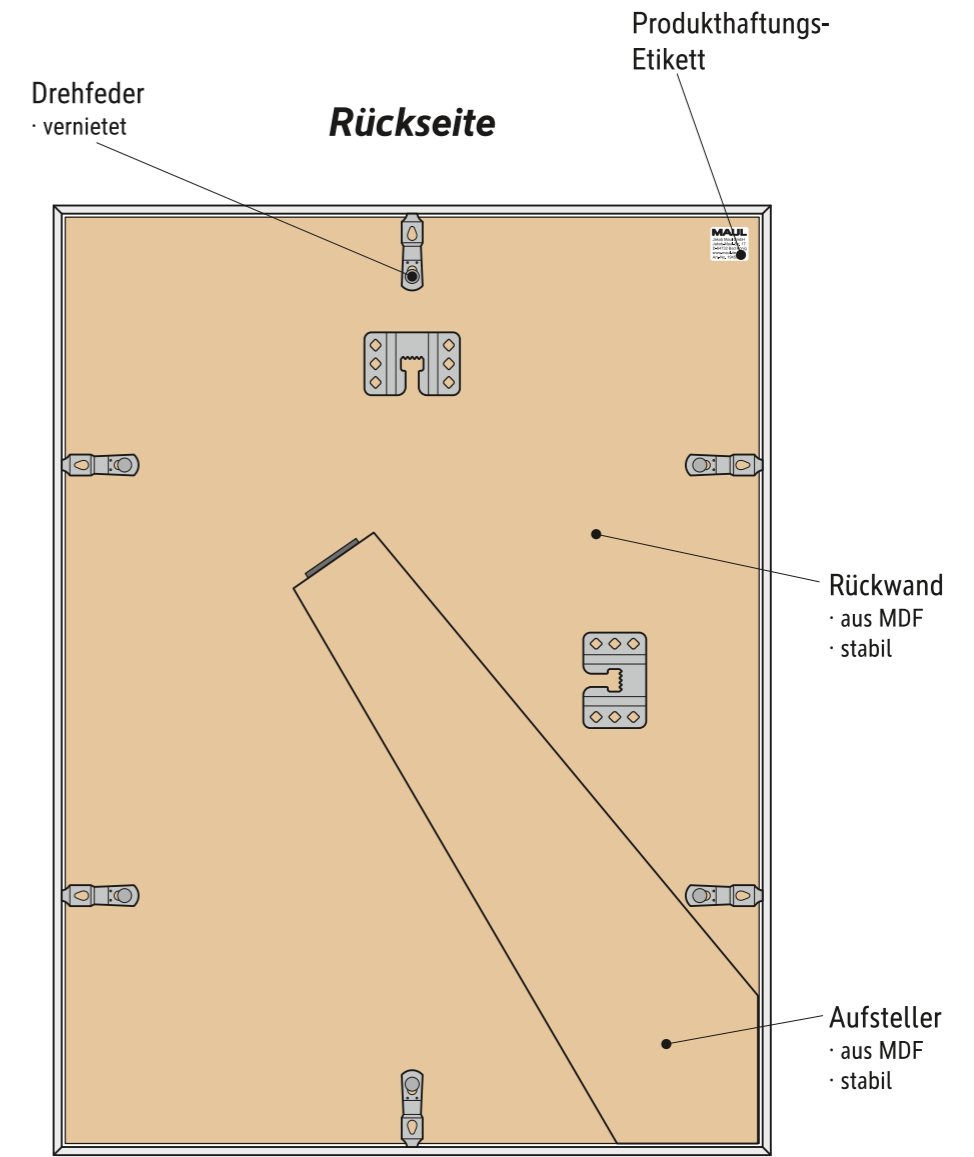 Produkthaftungs-
Etikett
Drehfeder
· vernietet
Rückseite
MAUL
Rückwand
· aus MDF
· stabil
Aufsteller
· aus MDF
· stabil